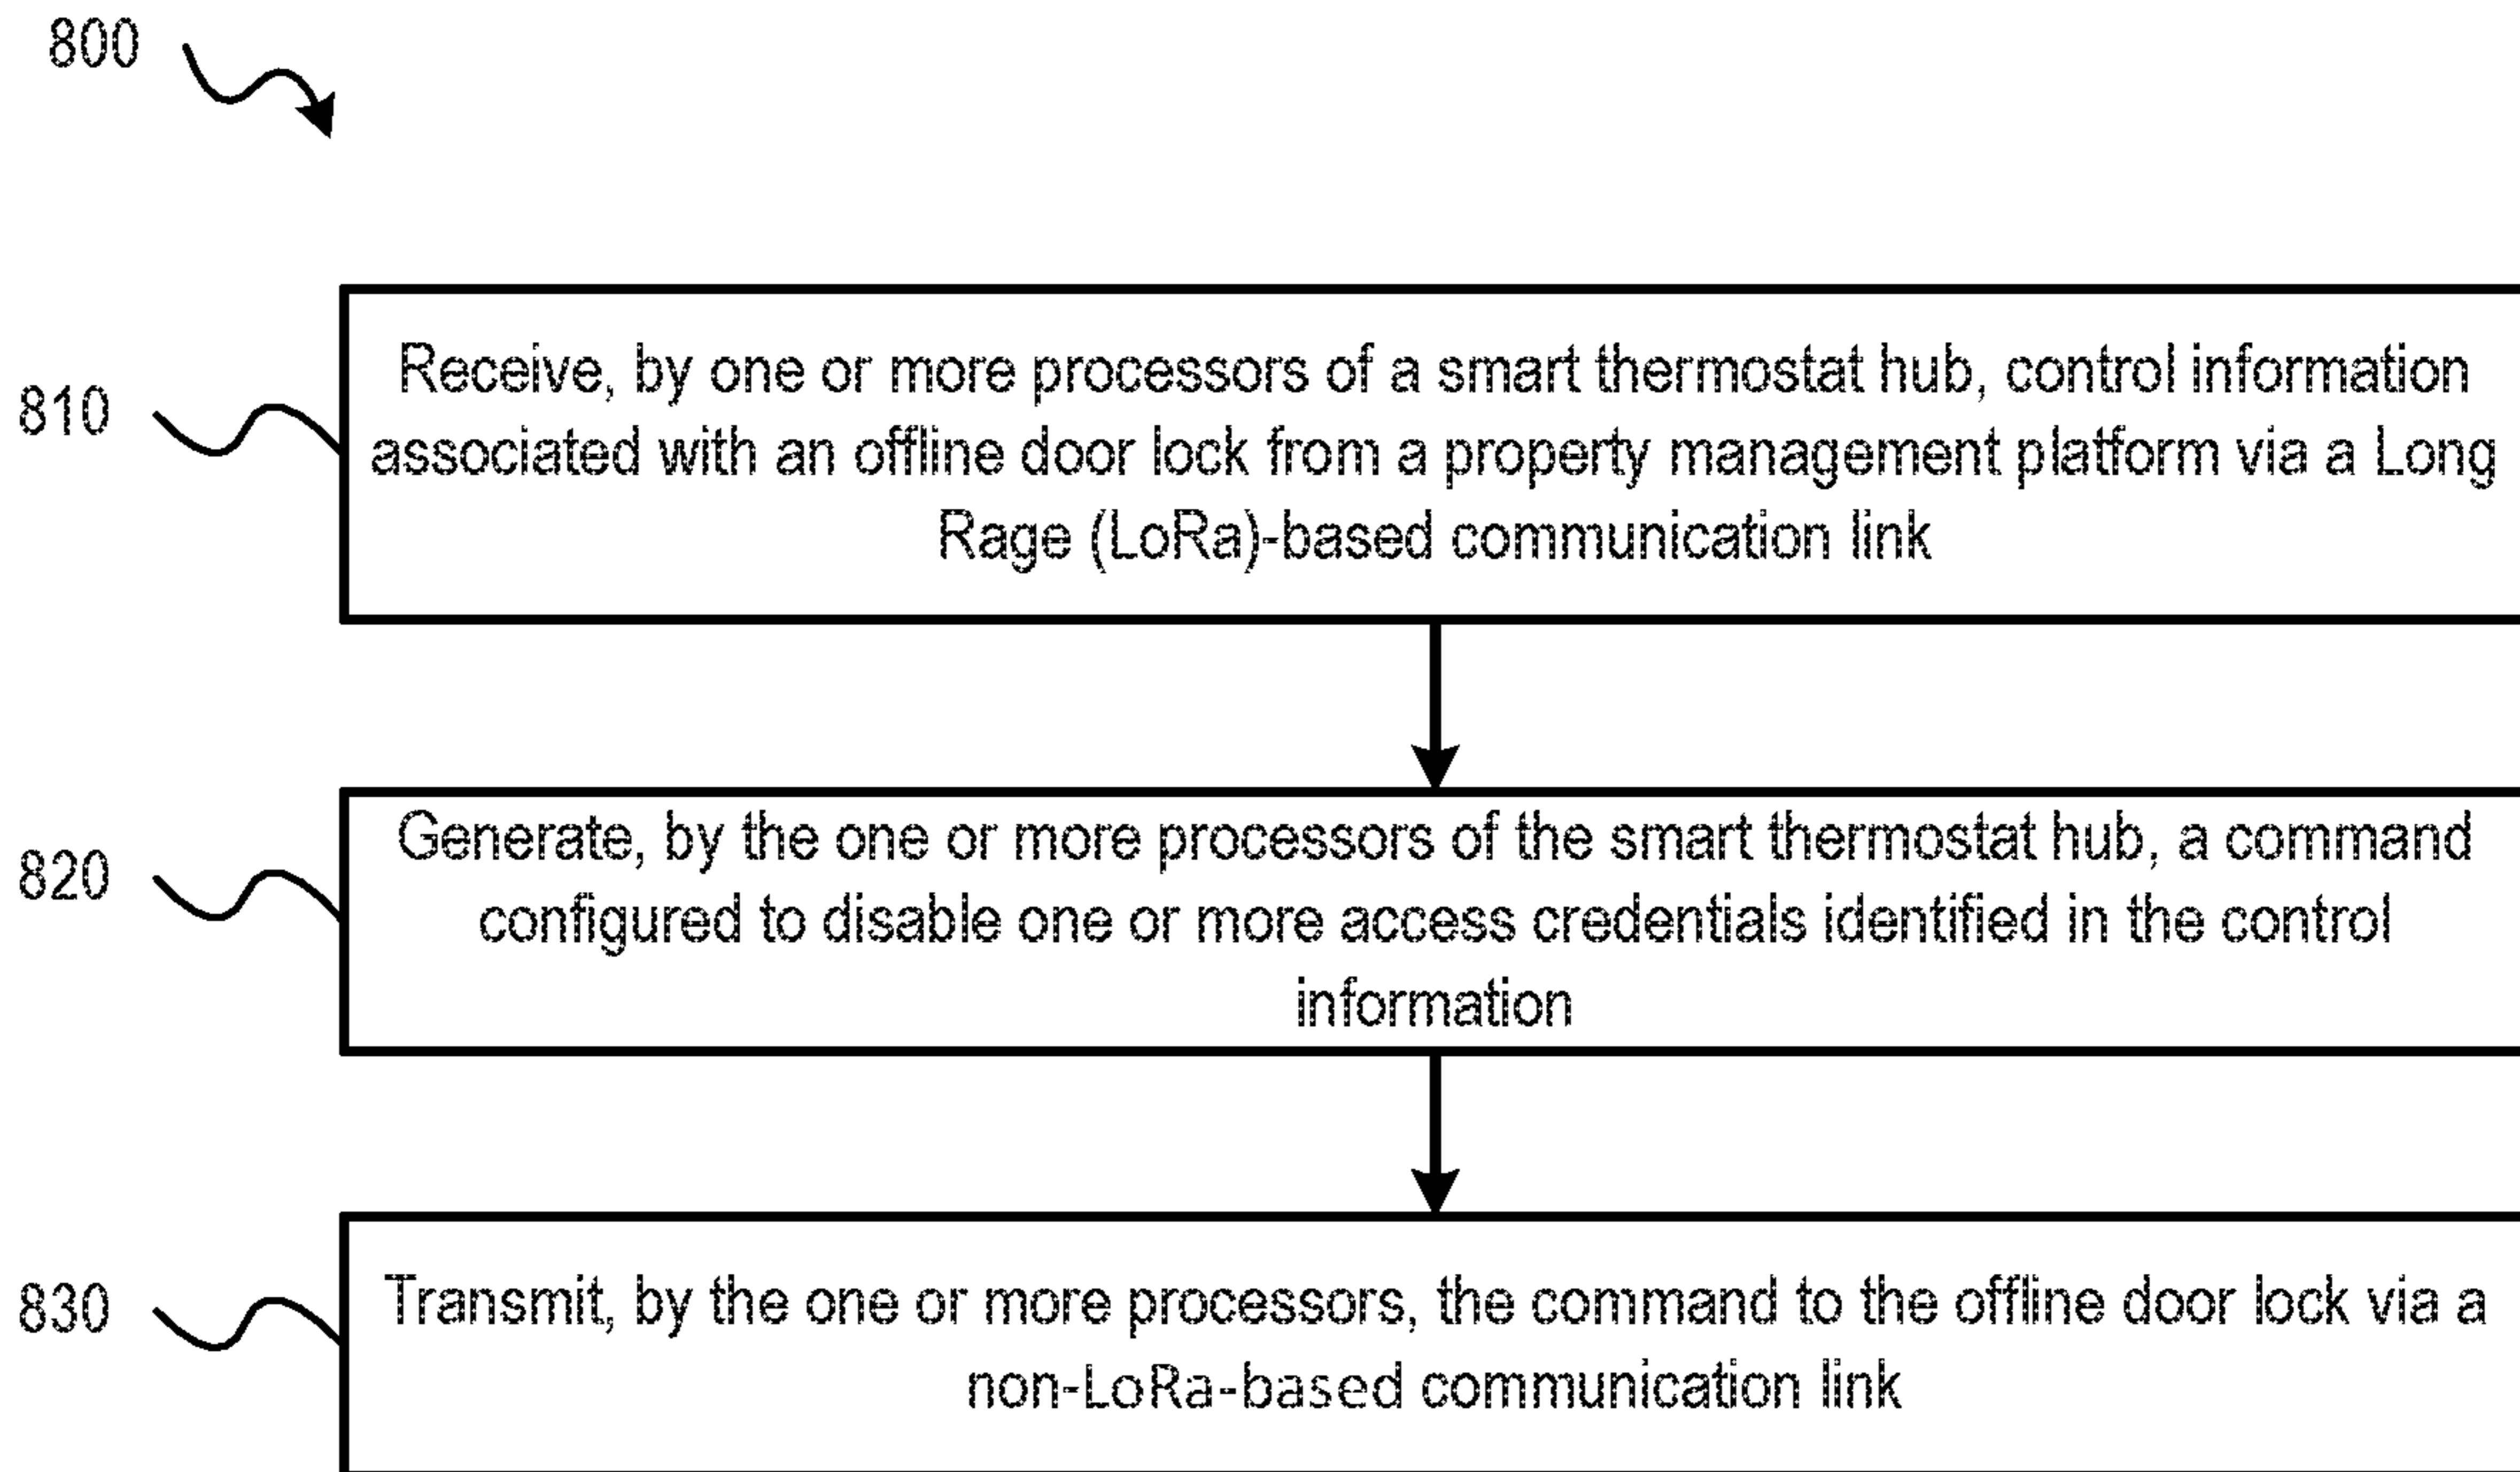 800
810
Receive, by one or more processors of a smart thermostat hub, control information
associated with an offline door lock from a property management platform via a Long
Rage (LoRa)-based communication link
820
Generate, by the one or more processors of the smart thermostat hub, a command
configured to disable one or more access credentials identified in the control
information
830
Transmit, by the one or more processors, the command to the offline door lock via a
non-LoRa-based communication link